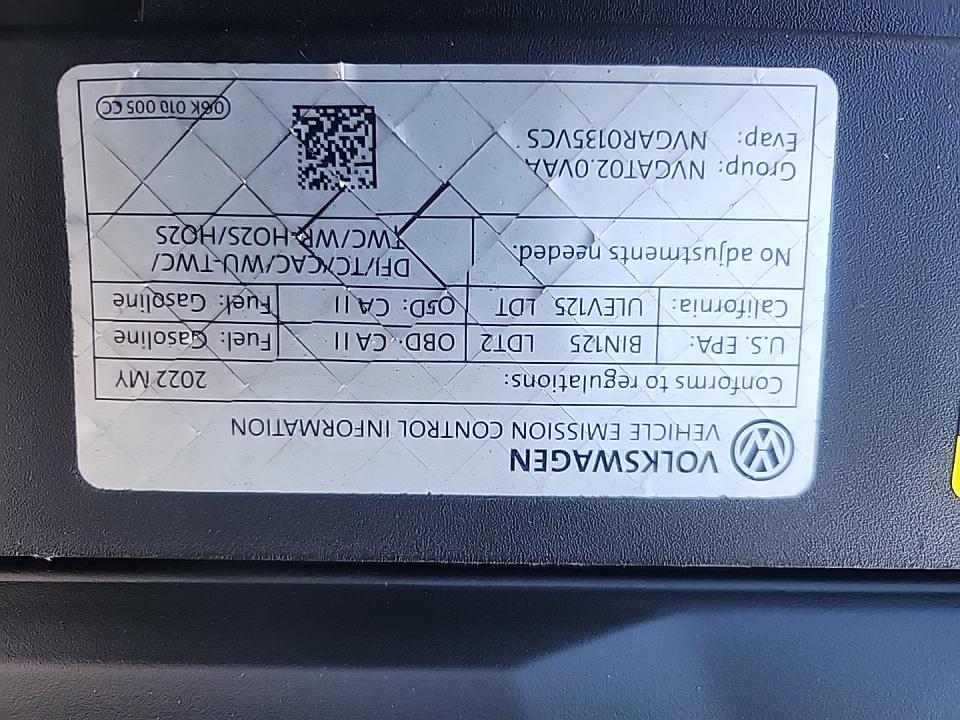 VOLKSWAGEN
VEHICLE EMISSION CONTROL INFORMATION
Conforms to regulations: 2022 MY
U.S. EPA: BIN125 LDT2 OBD: CA II Fuel: Gasoline
California: ULEV125 LDT OBD: CA II Fuel: Gasoline
No adjustments needed.
DFI/TC/CAC/WU-TWC/
TWC/WR-HO2S/HO2S
Group: NVGAT02.0VAA
Evap: NVGAR0135VCS
06K 010 005 CC